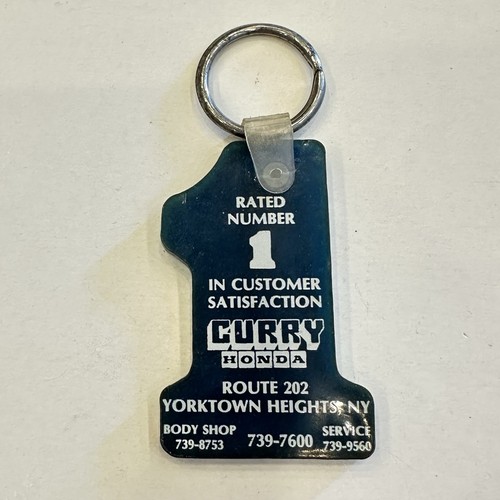 RATED
NUMBER
1
IN CUSTOMER
SATISFACTION
CURRY
HONDA
ROUTE 202
YORKTOWN HEIGHTS, NY
BODY SHOP 739-7600 SERVICE
739-8753 739-9560